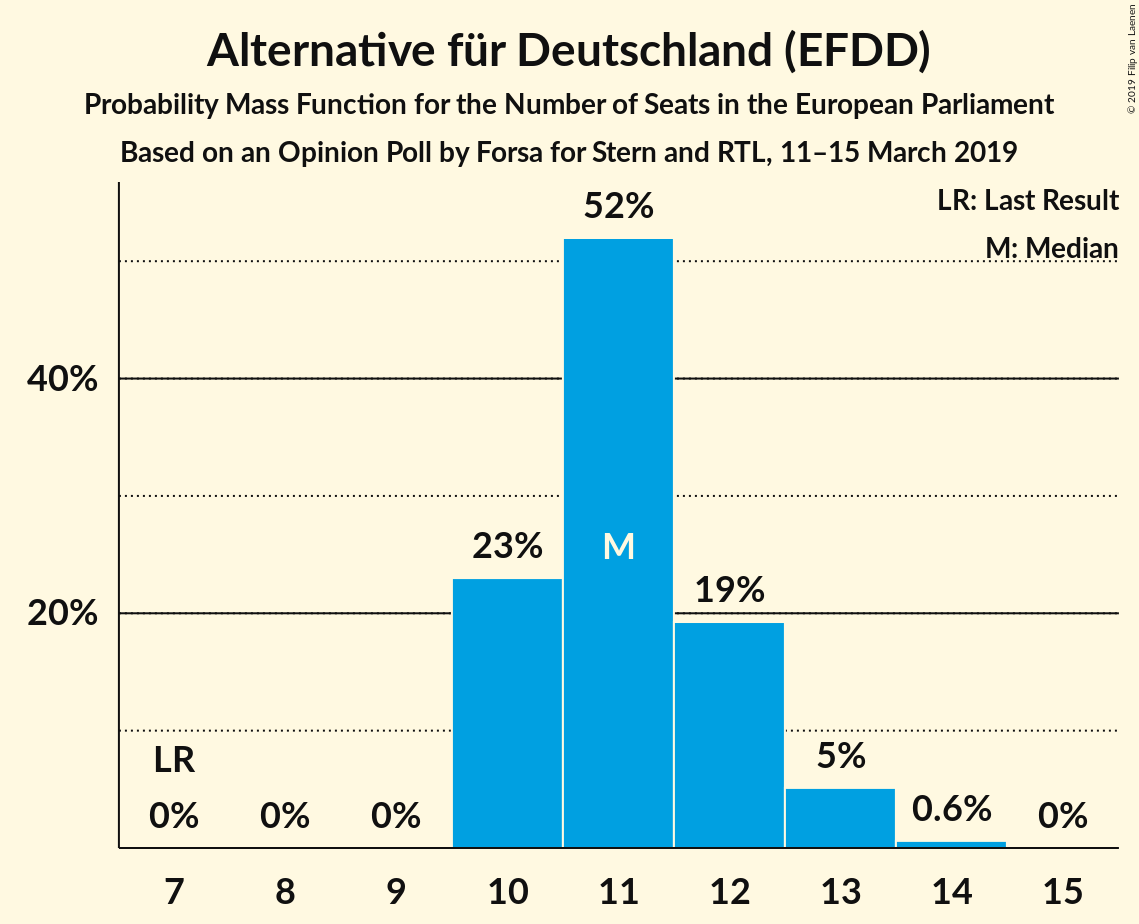 Alternative für Deutschland (EFDD)
Probability Mass Function for the Number of Seats in the European Parliament
Based on an Opinion Poll by Forsa for Stern and RTL, 11–15 March 2019
© 2019 Filip van Laenen
LR: Last Result
M: Median
52%
40%
23%
M
19%
20%
LR
5%
0%
0%
0%
0.6%
0%
7
8
9
10
11
12
13
14
15